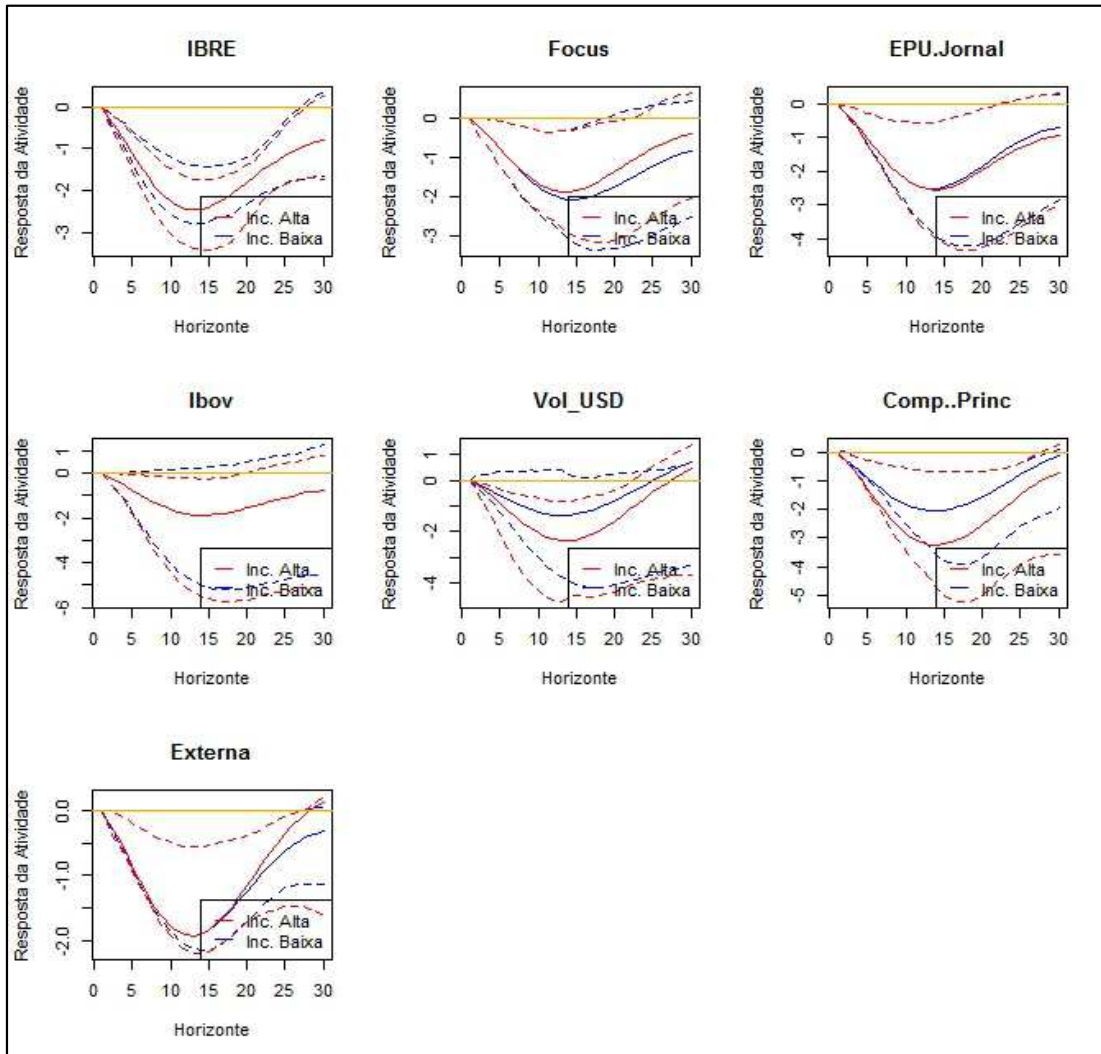 IBRE
Resposta da Atividade
0
-1
-2
-3
Inc. Alta
Inc. Baixa
0 5 10 15 20 25 30
Horizonte
Focus
Resposta da Atividade
0
-1
-2
-3
Inc. Alta
Inc. Baixa
0 5 10 15 20 25 30
Horizonte
EPU.Jornal
Resposta da Atividade
0
-1
-2
-3
-4
Inc. Alta
Inc. Baixa
0 5 10 15 20 25 30
Horizonte
Ibov
Resposta da Atividade
1
0
-2
-4
-6
Inc. Alta
Inc. Baixa
0 5 10 15 20 25 30
Horizonte
Vol_USD
Resposta da Atividade
1
0
-2
-4
Inc. Alta
Inc. Baixa
0 5 10 15 20 25 30
Horizonte
Comp..Princ
Resposta da Atividade
0
-1
-2
-3
-4
-5
Inc. Alta
Inc. Baixa
0 5 10 15 20 25 30
Horizonte
Externa
Resposta da Atividade
0.0
-1.0
-2.0
Inc. Alta
Inc. Baixa
0 5 10 15 20 25 30
Horizonte